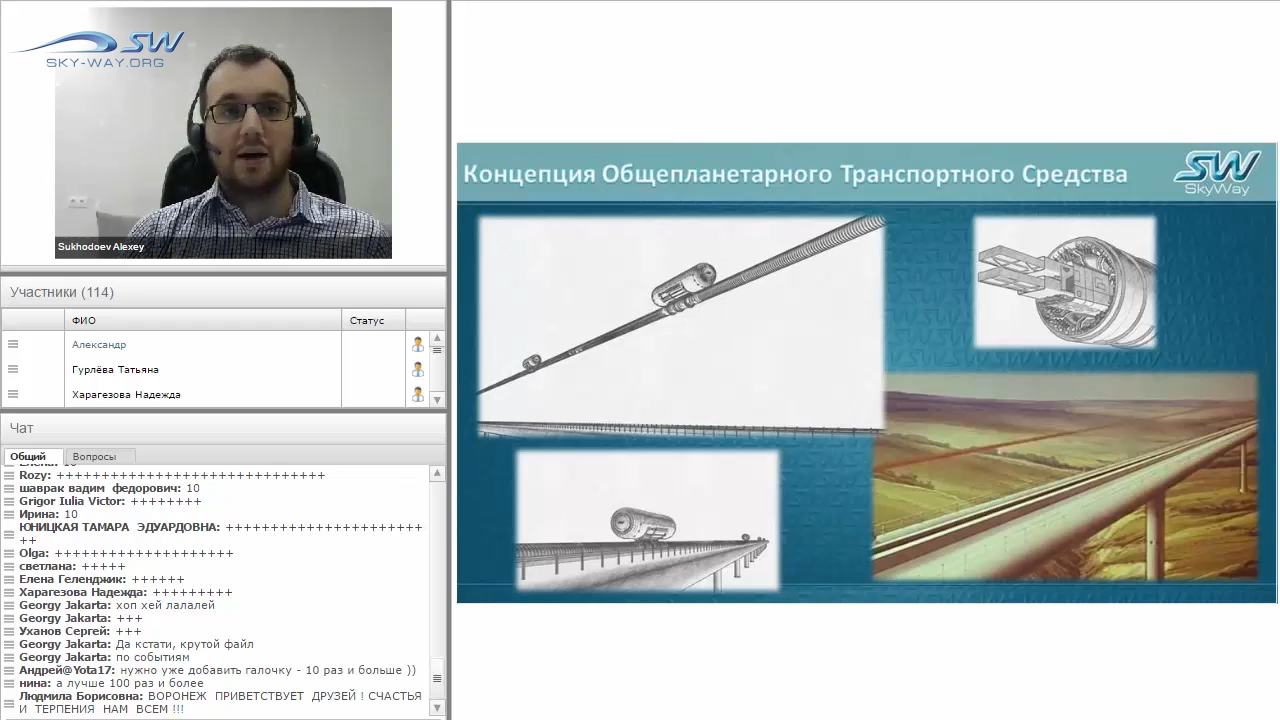 SW
SKY-WAY.ORG
Sukhodoev Alexey
Участники (114)
ФИО
Статус
Александр
Гурлёва Татьяна
Харагезова Надежда
Чат
Общий
Вопросы
Елена: 10
Rozy: ++++++++++++++++++++++++++++++
шаврак вадим федорович: 10
Grigor Iulia Victor: ++++++++
Ирина: 10
ЮНИЦКАЯ ТАМАРА ЭДУАРДОВНА: ++++++++++++++++++++++
++
Olga: ++++++++++++++++++++
светлана: +++++
Елена Геленджик: ++++++
Харагезова Надежда: +++++++++
Georgy Jakarta: хоп хей лалалей
Georgy Jakarta: +++
Уханов Сергей: +++
Georgy Jakarta: Да кстати, крутой файл
Georgy Jakarta: по событиям
Андрей@Yota17: нужно уже добавить галочку - 10 раз и больше ))
нина: а лучше 100 раз и более
Людмила Борисовна: ВОРОНЕЖ ПРИВЕТСТВУЕТ ДРУЗЕЙ ! СЧАСТЬЯ
И ТЕРПЕНИЯ НАМ ВСЕМ !!!
Концепция Общепланетарного Транспортного Средства
SW
SkyWay